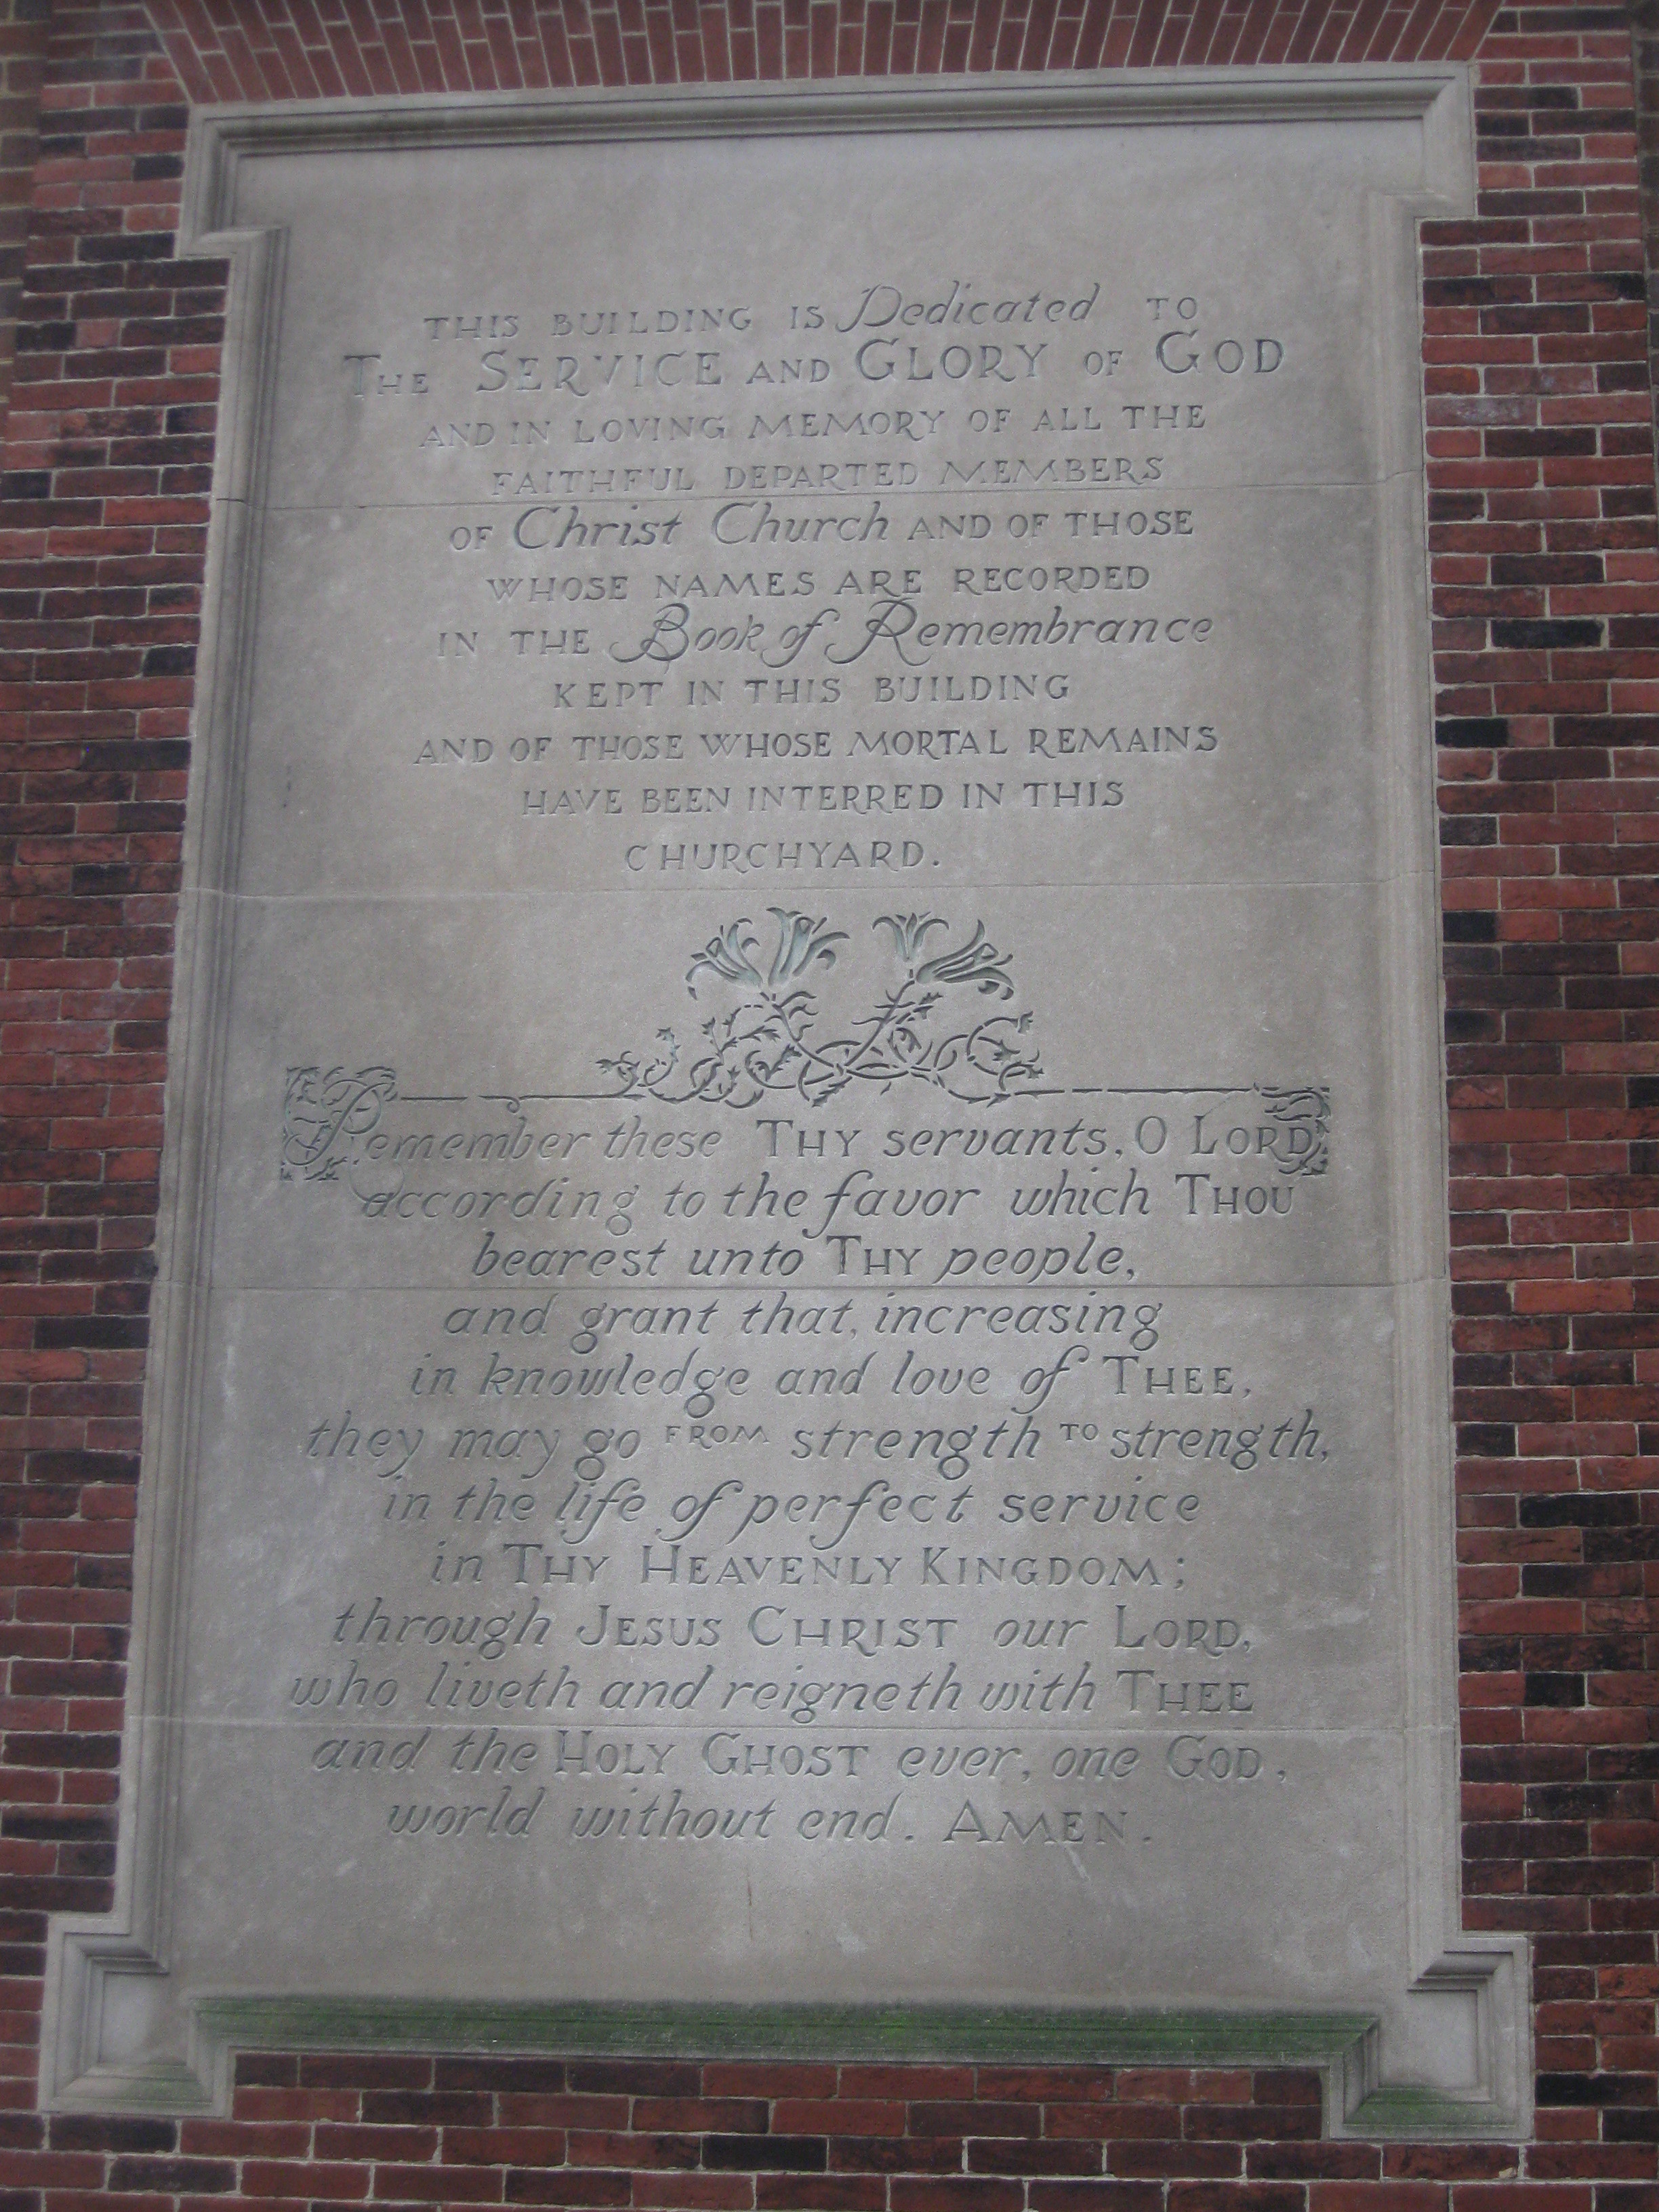 THIS BUILDING IS Dedicated TO
THE SERVICE AND GLORY OF GOD
AND IN LOVING MEMORY OF ALL THE
FAITHFUL DEPARTED MEMBERS
OF Christ Church AND OF THOSE
WHOSE NAMES ARE RECORDED
IN THE Book of Remembrance
KEPT IN THIS BUILDING
AND OF THOSE WHOSE MORTAL REMAINS
HAVE BEEN INTERRED IN THIS
CHURCHYARD.
Remember these THY servants, O LORD
according to the favor which THOU
bearest unto THY people,
and grant that, increasing
in knowledge and love of THEE,
they may go FROM strength TO strength,
in the life of perfect service
in THY HEAVENLY KINGDOM;
through JESUS CHRIST our LORD,
who liveth and reigneth with THEE
and the HOLY GHOST ever, one GOD,
world without end. AMEN.